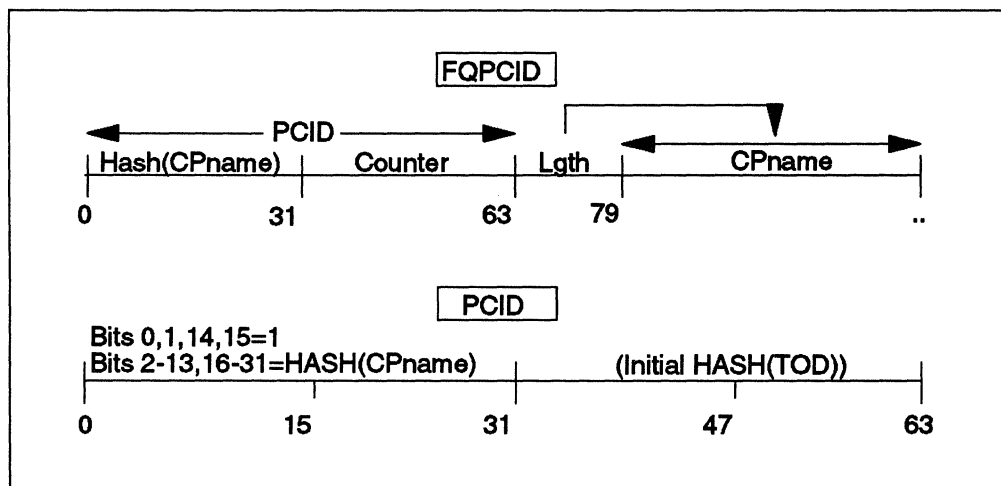 FQPCID
PCID
Hash(CPname) Counter Lgth CPname
0 31 63 79 ..
PCID
Bits 0,1,14,15=1
Bits 2-13,16-31=HASH(CPname) (Initial HASH(TOD))
0 15 31 47 63